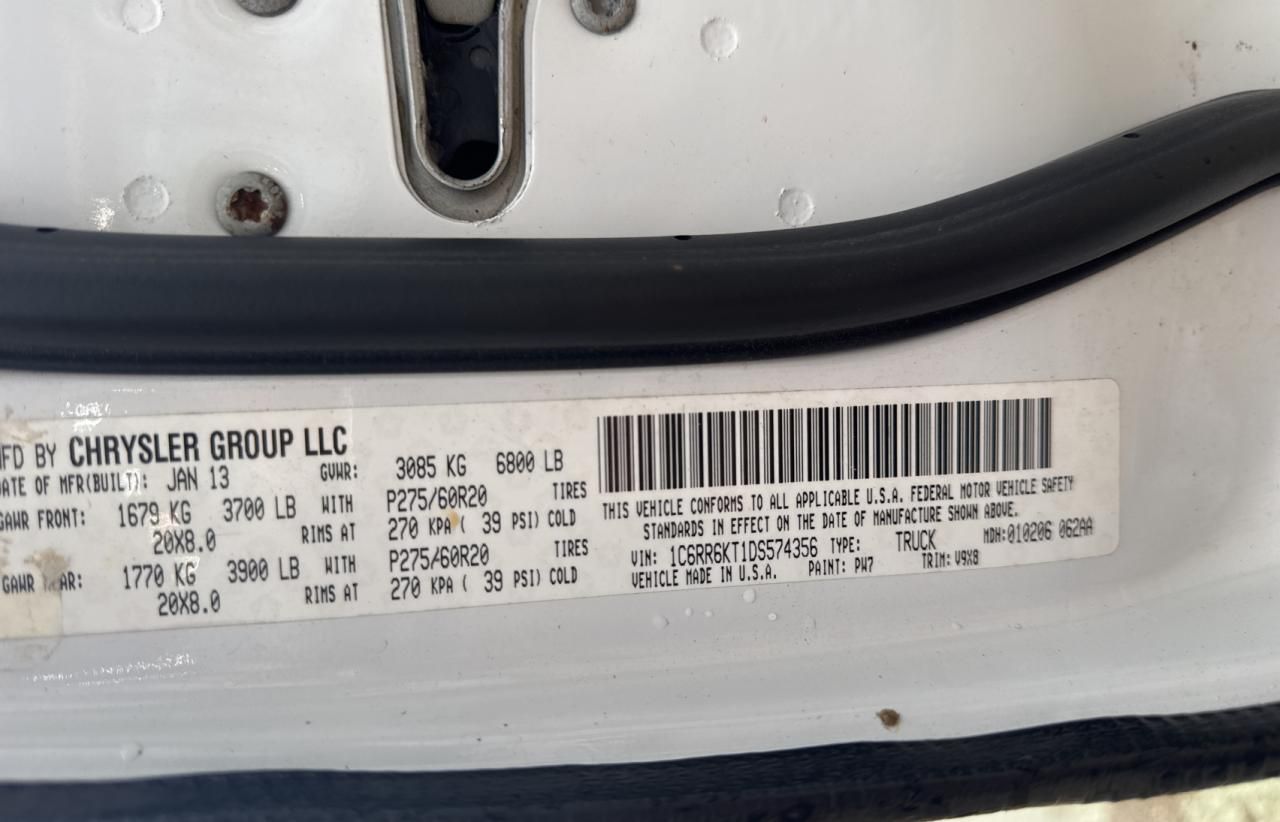 MFD BY CHRYSLER GROUP LLC
DATE OF MFR(BUILT): JAN 13 GVWR: 3085 KG 6800 LB
GAWR FRONT: 1679 KG 3700 LB WITH P275/60R20 TIRES
20X8.0 RIMS AT 270 KPA ( 39 PSI) COLD
GAWR REAR: 1770 KG 3900 LB WITH P275/60R20 TIRES
20X8.0 RIMS AT 270 KPA ( 39 PSI) COLD
THIS VEHICLE CONFORMS TO ALL APPLICABLE U.S.A. FEDERAL MOTOR VEHICLE SAFETY
STANDARDS IN EFFECT ON THE DATE OF MANUFACTURE SHOWN ABOVE.
MDH:010206 062AA
VIN: 1C6RR6KT1DS574356 TYPE: TRUCK
VEHICLE MADE IN U.S.A. PAINT: PW7 TRIM: V9X8